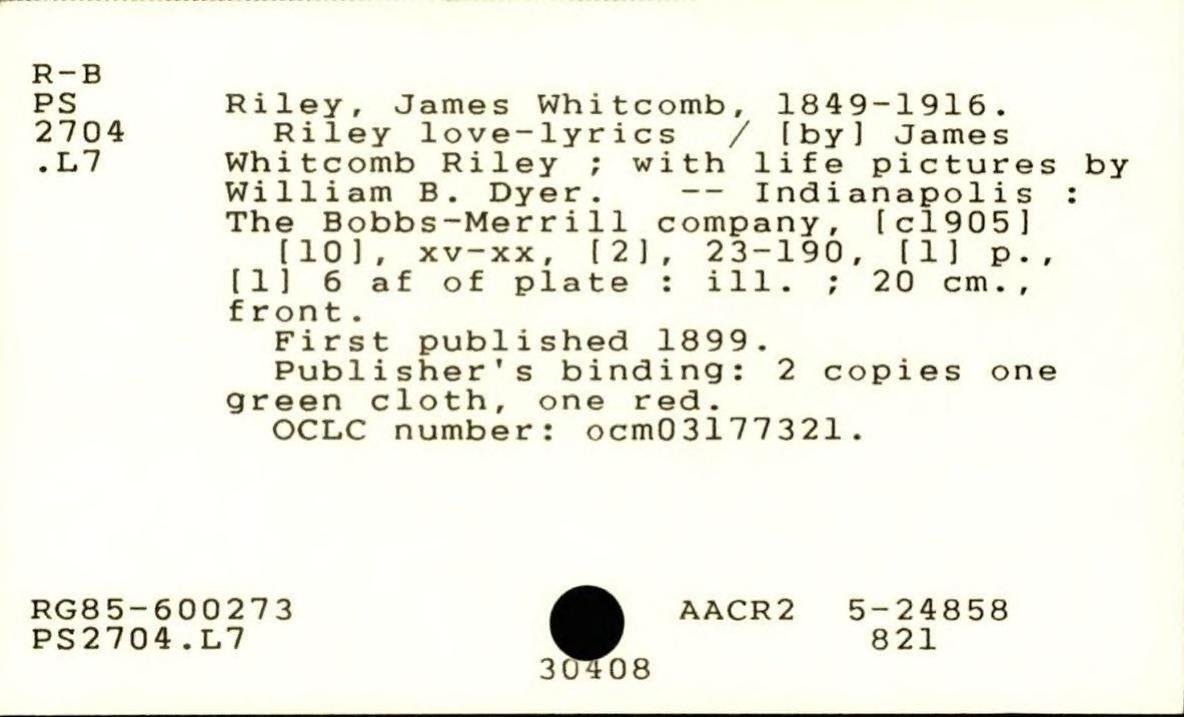 R-B
PS Riley, James Whitcomb, 1849-1916.
2704 Riley love-lyrics / [by] James
.L7 Whitcomb Riley ; with life pictures by
William B. Dyer. -- Indianapolis :
The Bobbs-Merrill company, [c1905]
[10], xv-xx, [2], 23-190, [1] p.,
[1] 6 af of plate : ill. ; 20 cm.,
front.
First published 1899.
Publisher's binding: 2 copies one
green cloth, one red.
OCLC number: ocm03177321.
RG85-600273 AACR2 5-24858
PS2704.L7 821
30408